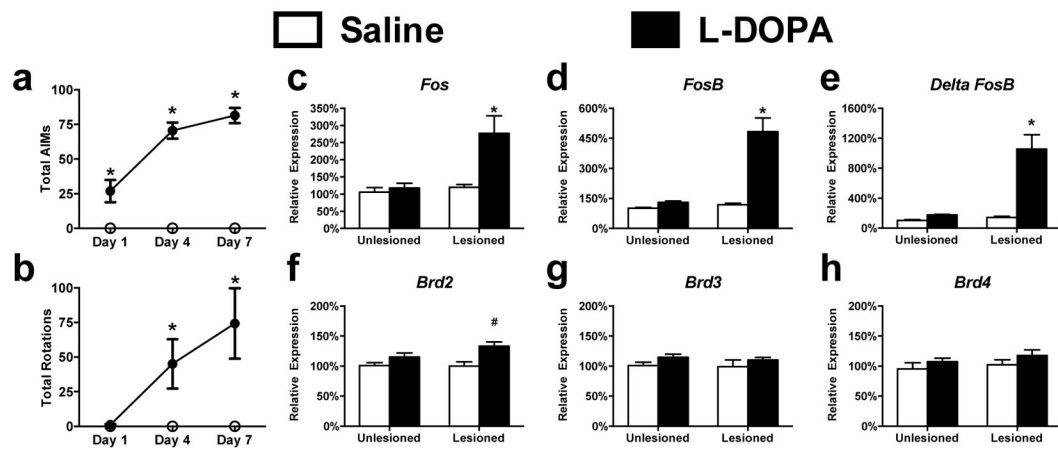 Saline
L-DOPA
a
Total AIMs
100
75
50
25
0
*
*
*
Day 1
Day 4
Day 7
c
Fos
Relative Expression
350%
300%
250%
200%
150%
100%
50%
0%
*
Unlesioned
Lesioned
d
FosB
Relative Expression
600%
450%
300%
150%
0%
*
Unlesioned
Lesioned
e
Delta FosB
Relative Expression
1600%
1200%
800%
400%
0%
*
Unlesioned
Lesioned
b
Total Rotations
100
75
50
25
0
*
*
Day 1
Day 4
Day 7
f
Brd2
Relative Expression
200%
150%
100%
50%
0%
#
Unlesioned
Lesioned
g
Brd3
Relative Expression
200%
150%
100%
50%
0%
Unlesioned
Lesioned
h
Brd4
Relative Expression
200%
150%
100%
50%
0%
Unlesioned
Lesioned